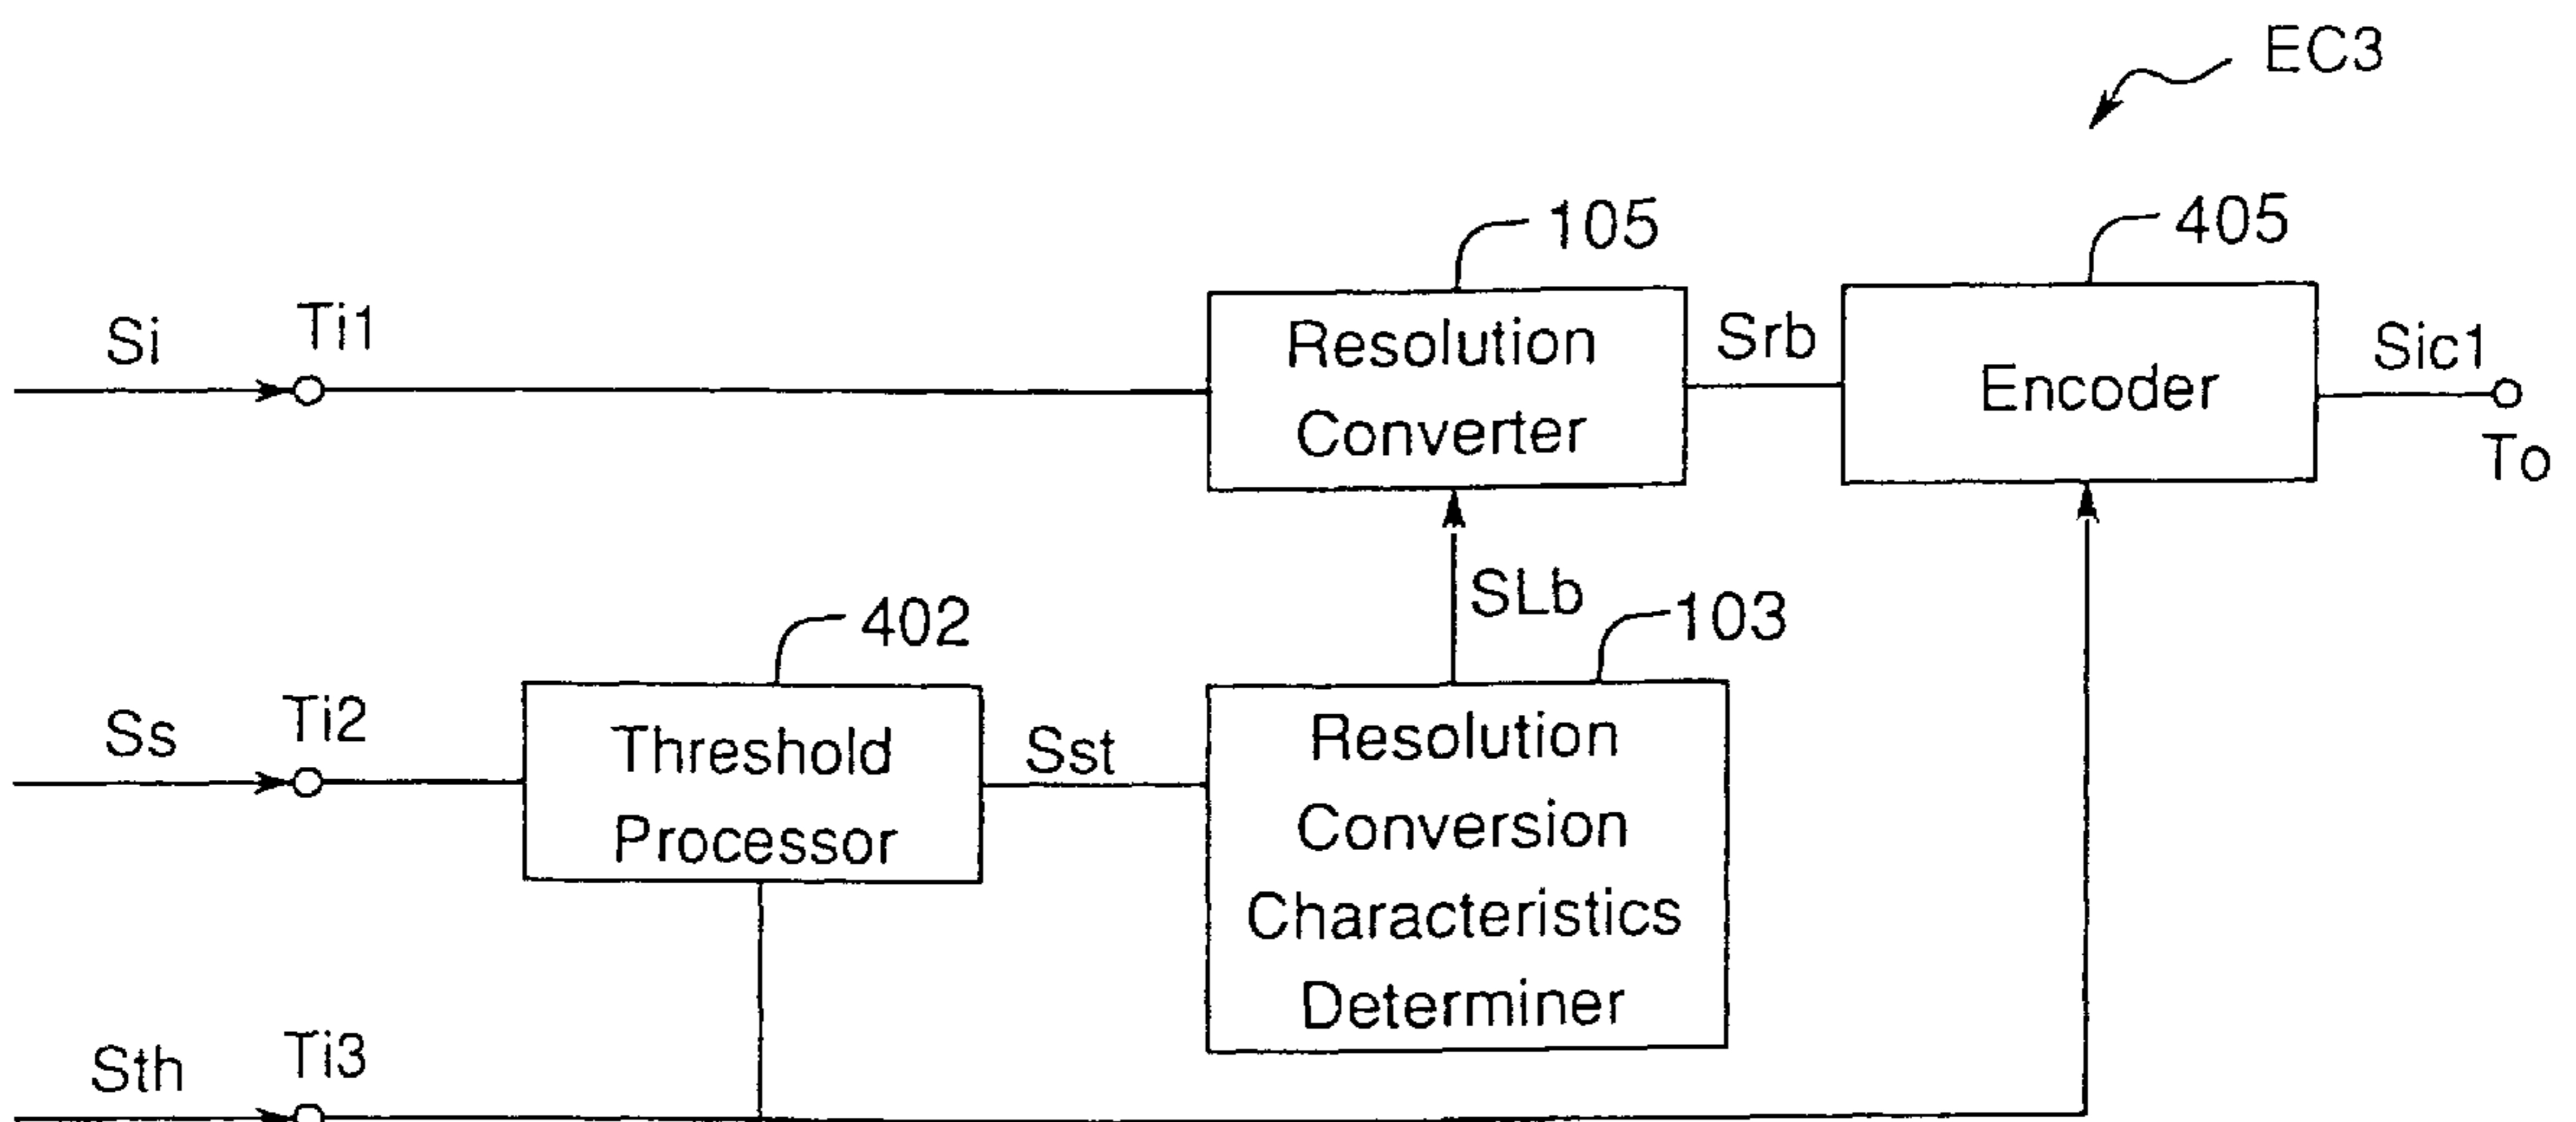 EC3
105
405
Si
Ti1
Resolution
Converter
Srb
Encoder
Sic1
To
SLb
402
103
Ss
Ti2
Threshold
Processor
Sst
Resolution
Conversion
Characteristics
Determiner
Sth
Ti3